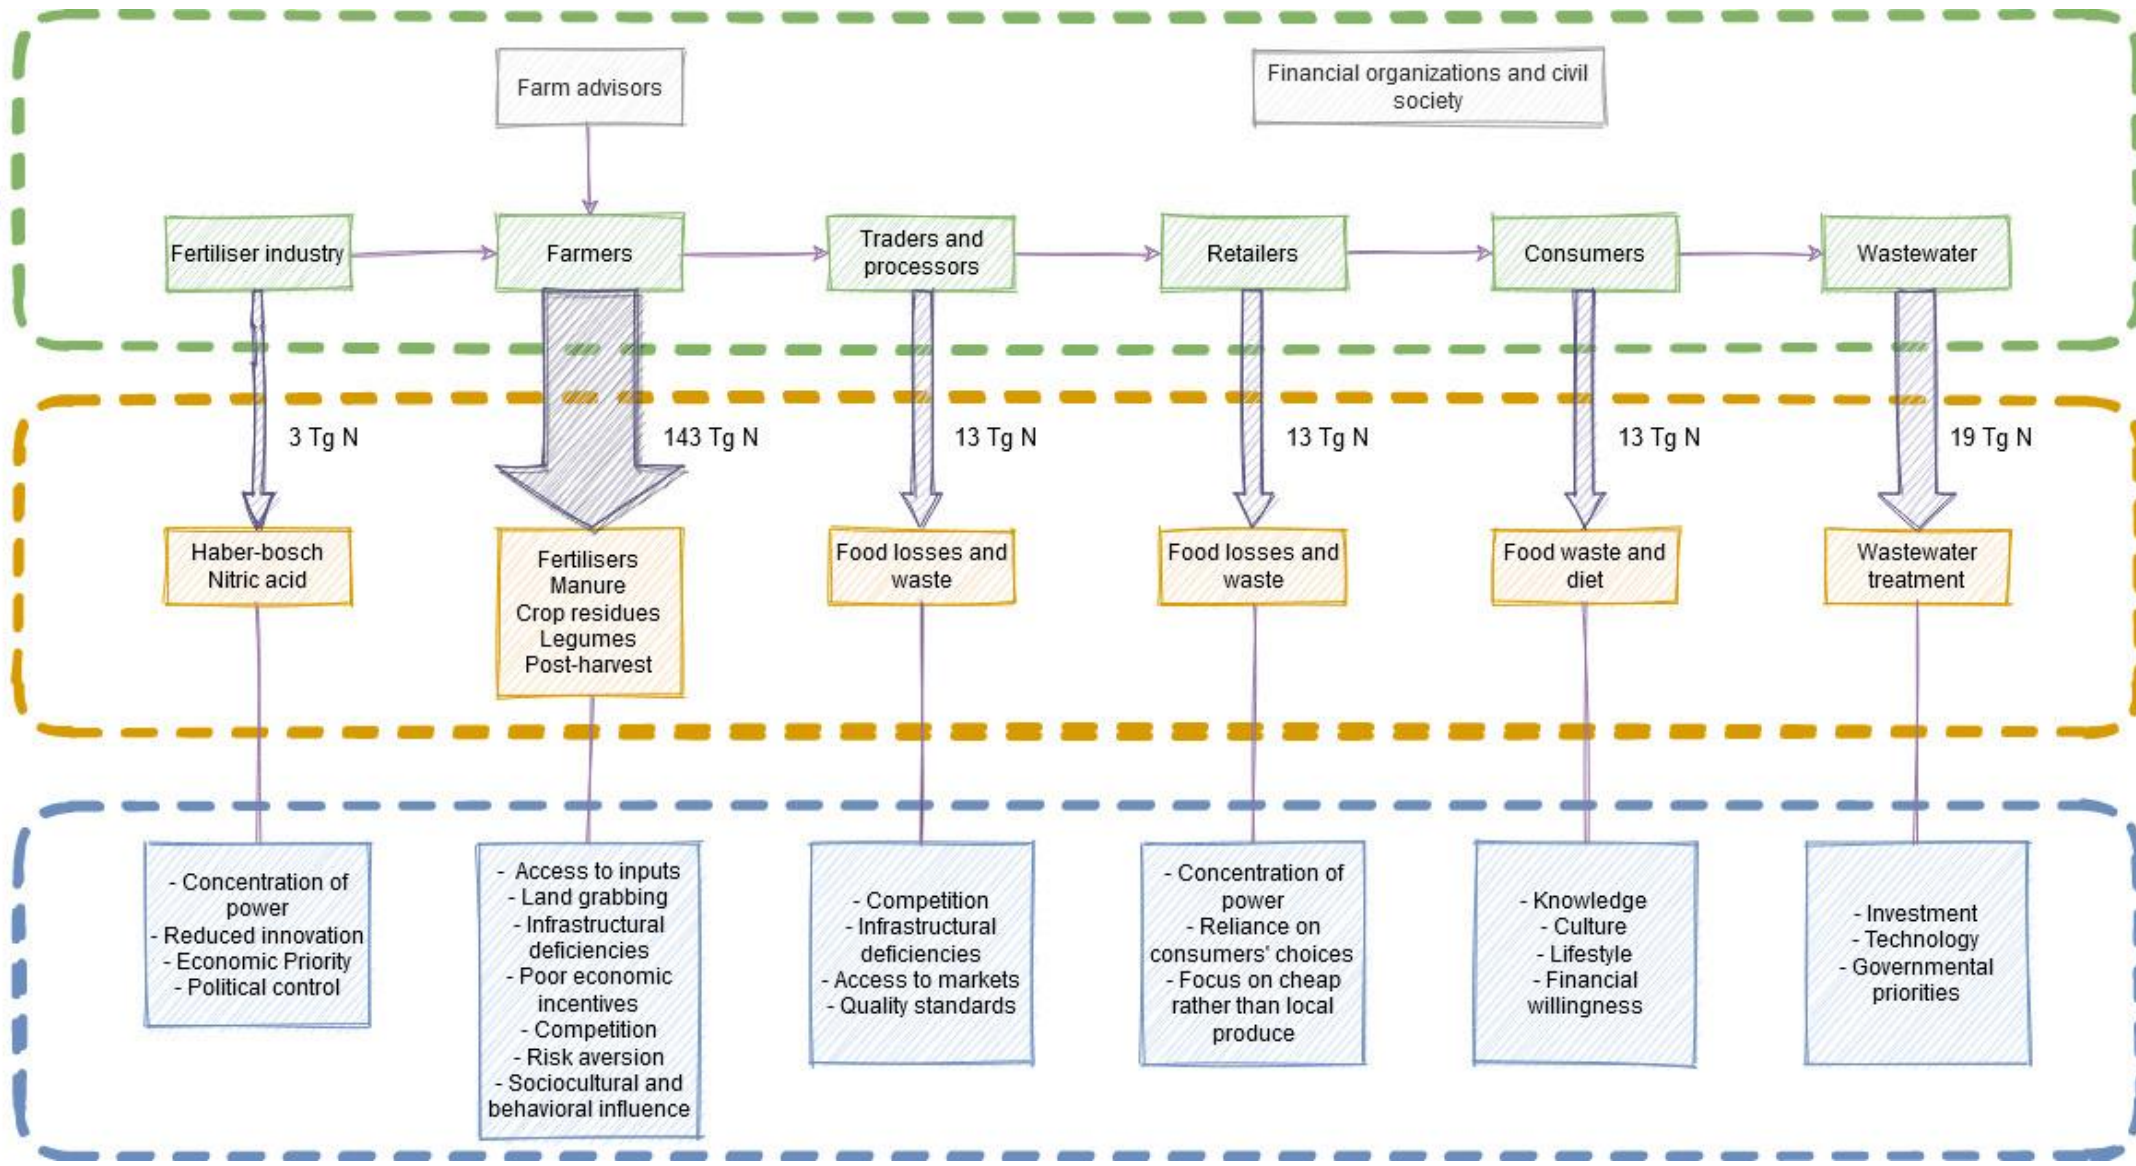 Farm advisors
Financial organizations and civil
society
Fertiliser industry
Farmers
Traders and
processors
Retailers
Consumers
Wastewater
3 Tg N
143 Tg N
13 Tg N
13 Tg N
13 Tg N
19 Tg N
Haber-bosch
Nitric acid
Fertilisers
Manure
Crop residues
Legumes
Post-harvest
Food losses and
waste
Food losses and
waste
Food waste and
diet
Wastewater
treatment
- Concentration of
power
- Reduced innovation
- Economic Priority
- Political control
- Access to inputs
- Land grabbing
- Infrastructural
deficiencies
- Poor economic
incentives
- Competition
- Risk aversion
- Sociocultural and
behavioral influence
- Competition
- Infrastructural
deficiencies
- Access to markets
- Quality standards
- Concentration of
power
- Reliance on
consumers' choices
- Focus on cheap
rather than local
produce
- Knowledge
- Culture
- Lifestyle
- Financial
willingness
- Investment
- Technology
- Governmental
priorities